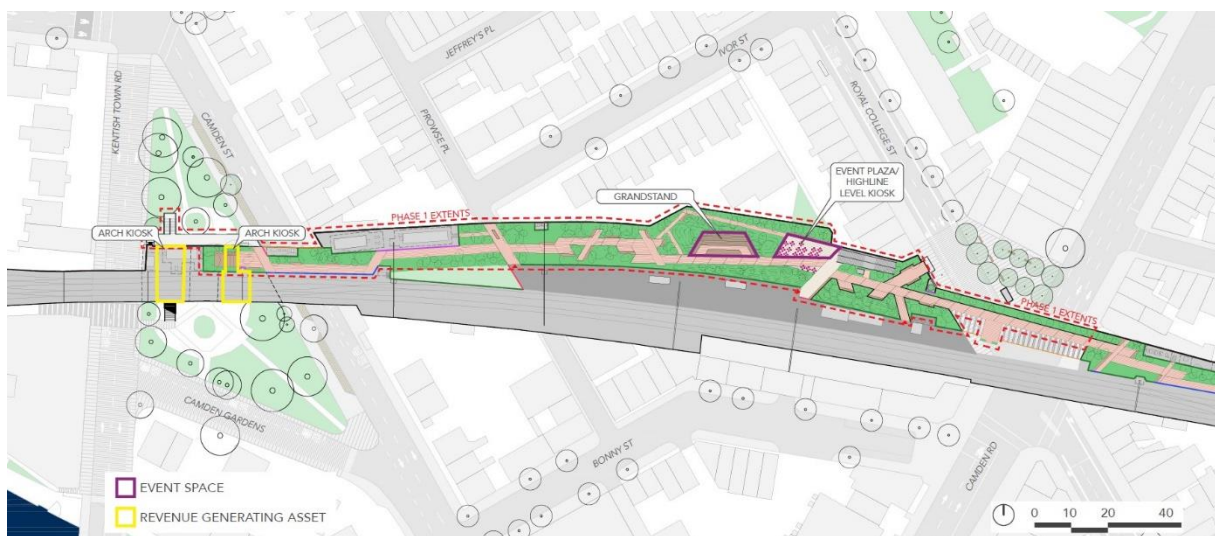 JEFFREY'S PL
IVOR ST
KENTISH TOWN RD
CAMDEN ST
PROWSE PL
ROYAL COLLEGE ST
EVENT PLAZA/
HIGHLINE
LEVEL KIOSK
GRANDSTAND
PHASE 1 EXTENTS
ARCH KIOSK
ARCH KIOSK
PHASE 1 EXTENTS
CAMDEN GARDENS
BONNY ST
CAMDEN RD
EVENT SPACE
REVENUE GENERATING ASSET
0 10 20 40